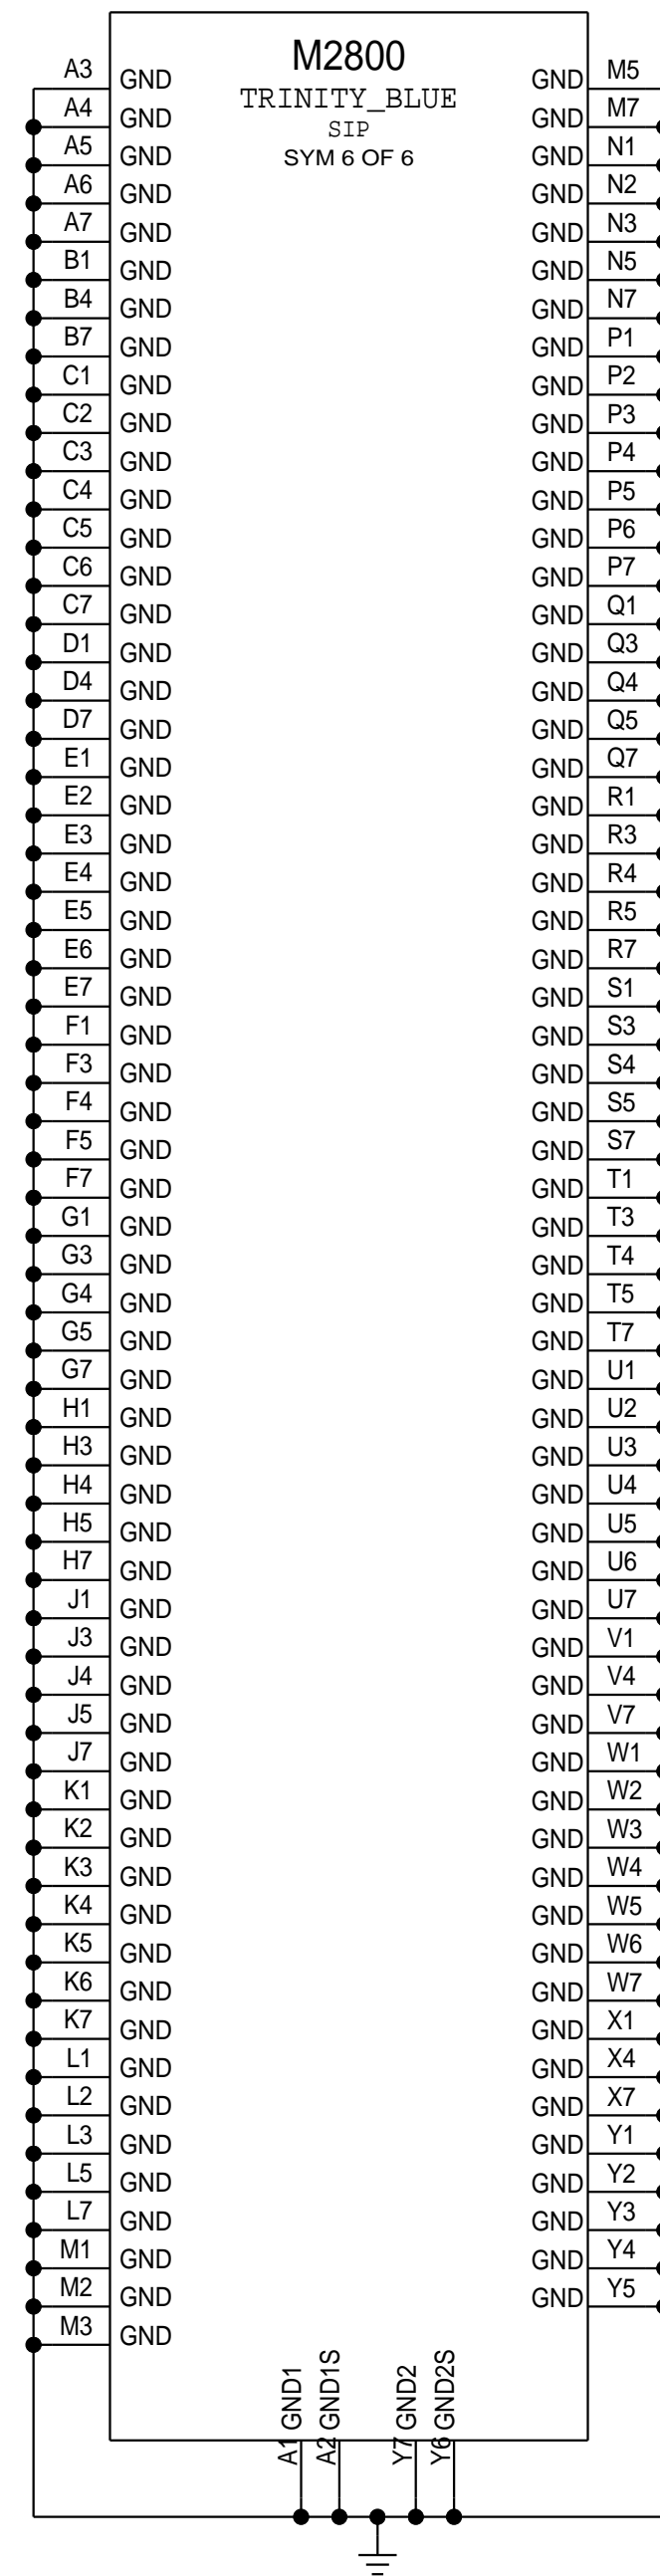 M2800
TRINITY_BLUE
SIP
SYM 6 OF 6
A3 GND GND M5
A4 GND GND M7
A5 GND GND N1
A6 GND GND N2
A7 GND GND N3
B1 GND GND N5
B4 GND GND N7
B7 GND GND P1
C1 GND GND P2
C2 GND GND P3
C3 GND GND P4
C4 GND GND P5
C5 GND GND P6
C6 GND GND P7
C7 GND GND Q1
D1 GND GND Q3
D4 GND GND Q4
D7 GND GND Q5
E1 GND GND Q7
E2 GND GND R1
E3 GND GND R3
E4 GND GND R4
E5 GND GND R5
E6 GND GND R7
E7 GND GND S1
F1 GND GND S3
F3 GND GND S4
F4 GND GND S5
F5 GND GND S7
F7 GND GND T1
G1 GND GND T3
G3 GND GND T4
G4 GND GND T5
G5 GND GND T7
G7 GND GND U1
H1 GND GND U2
H3 GND GND U3
H4 GND GND U4
H5 GND GND U5
H7 GND GND U6
J1 GND GND U7
J3 GND GND V1
J4 GND GND V4
J5 GND GND V7
J7 GND GND W1
K1 GND GND W2
K2 GND GND W3
K3 GND GND W4
K4 GND GND W5
K5 GND GND W6
K6 GND GND W7
K7 GND GND X1
L1 GND GND X4
L2 GND GND X7
L3 GND GND Y1
L5 GND GND Y2
L7 GND GND Y3
M1 GND GND Y4
M2 GND GND Y5
M3 GND
A1 GND1
A2 GND1S
Y7 GND2
Y6 GND2S